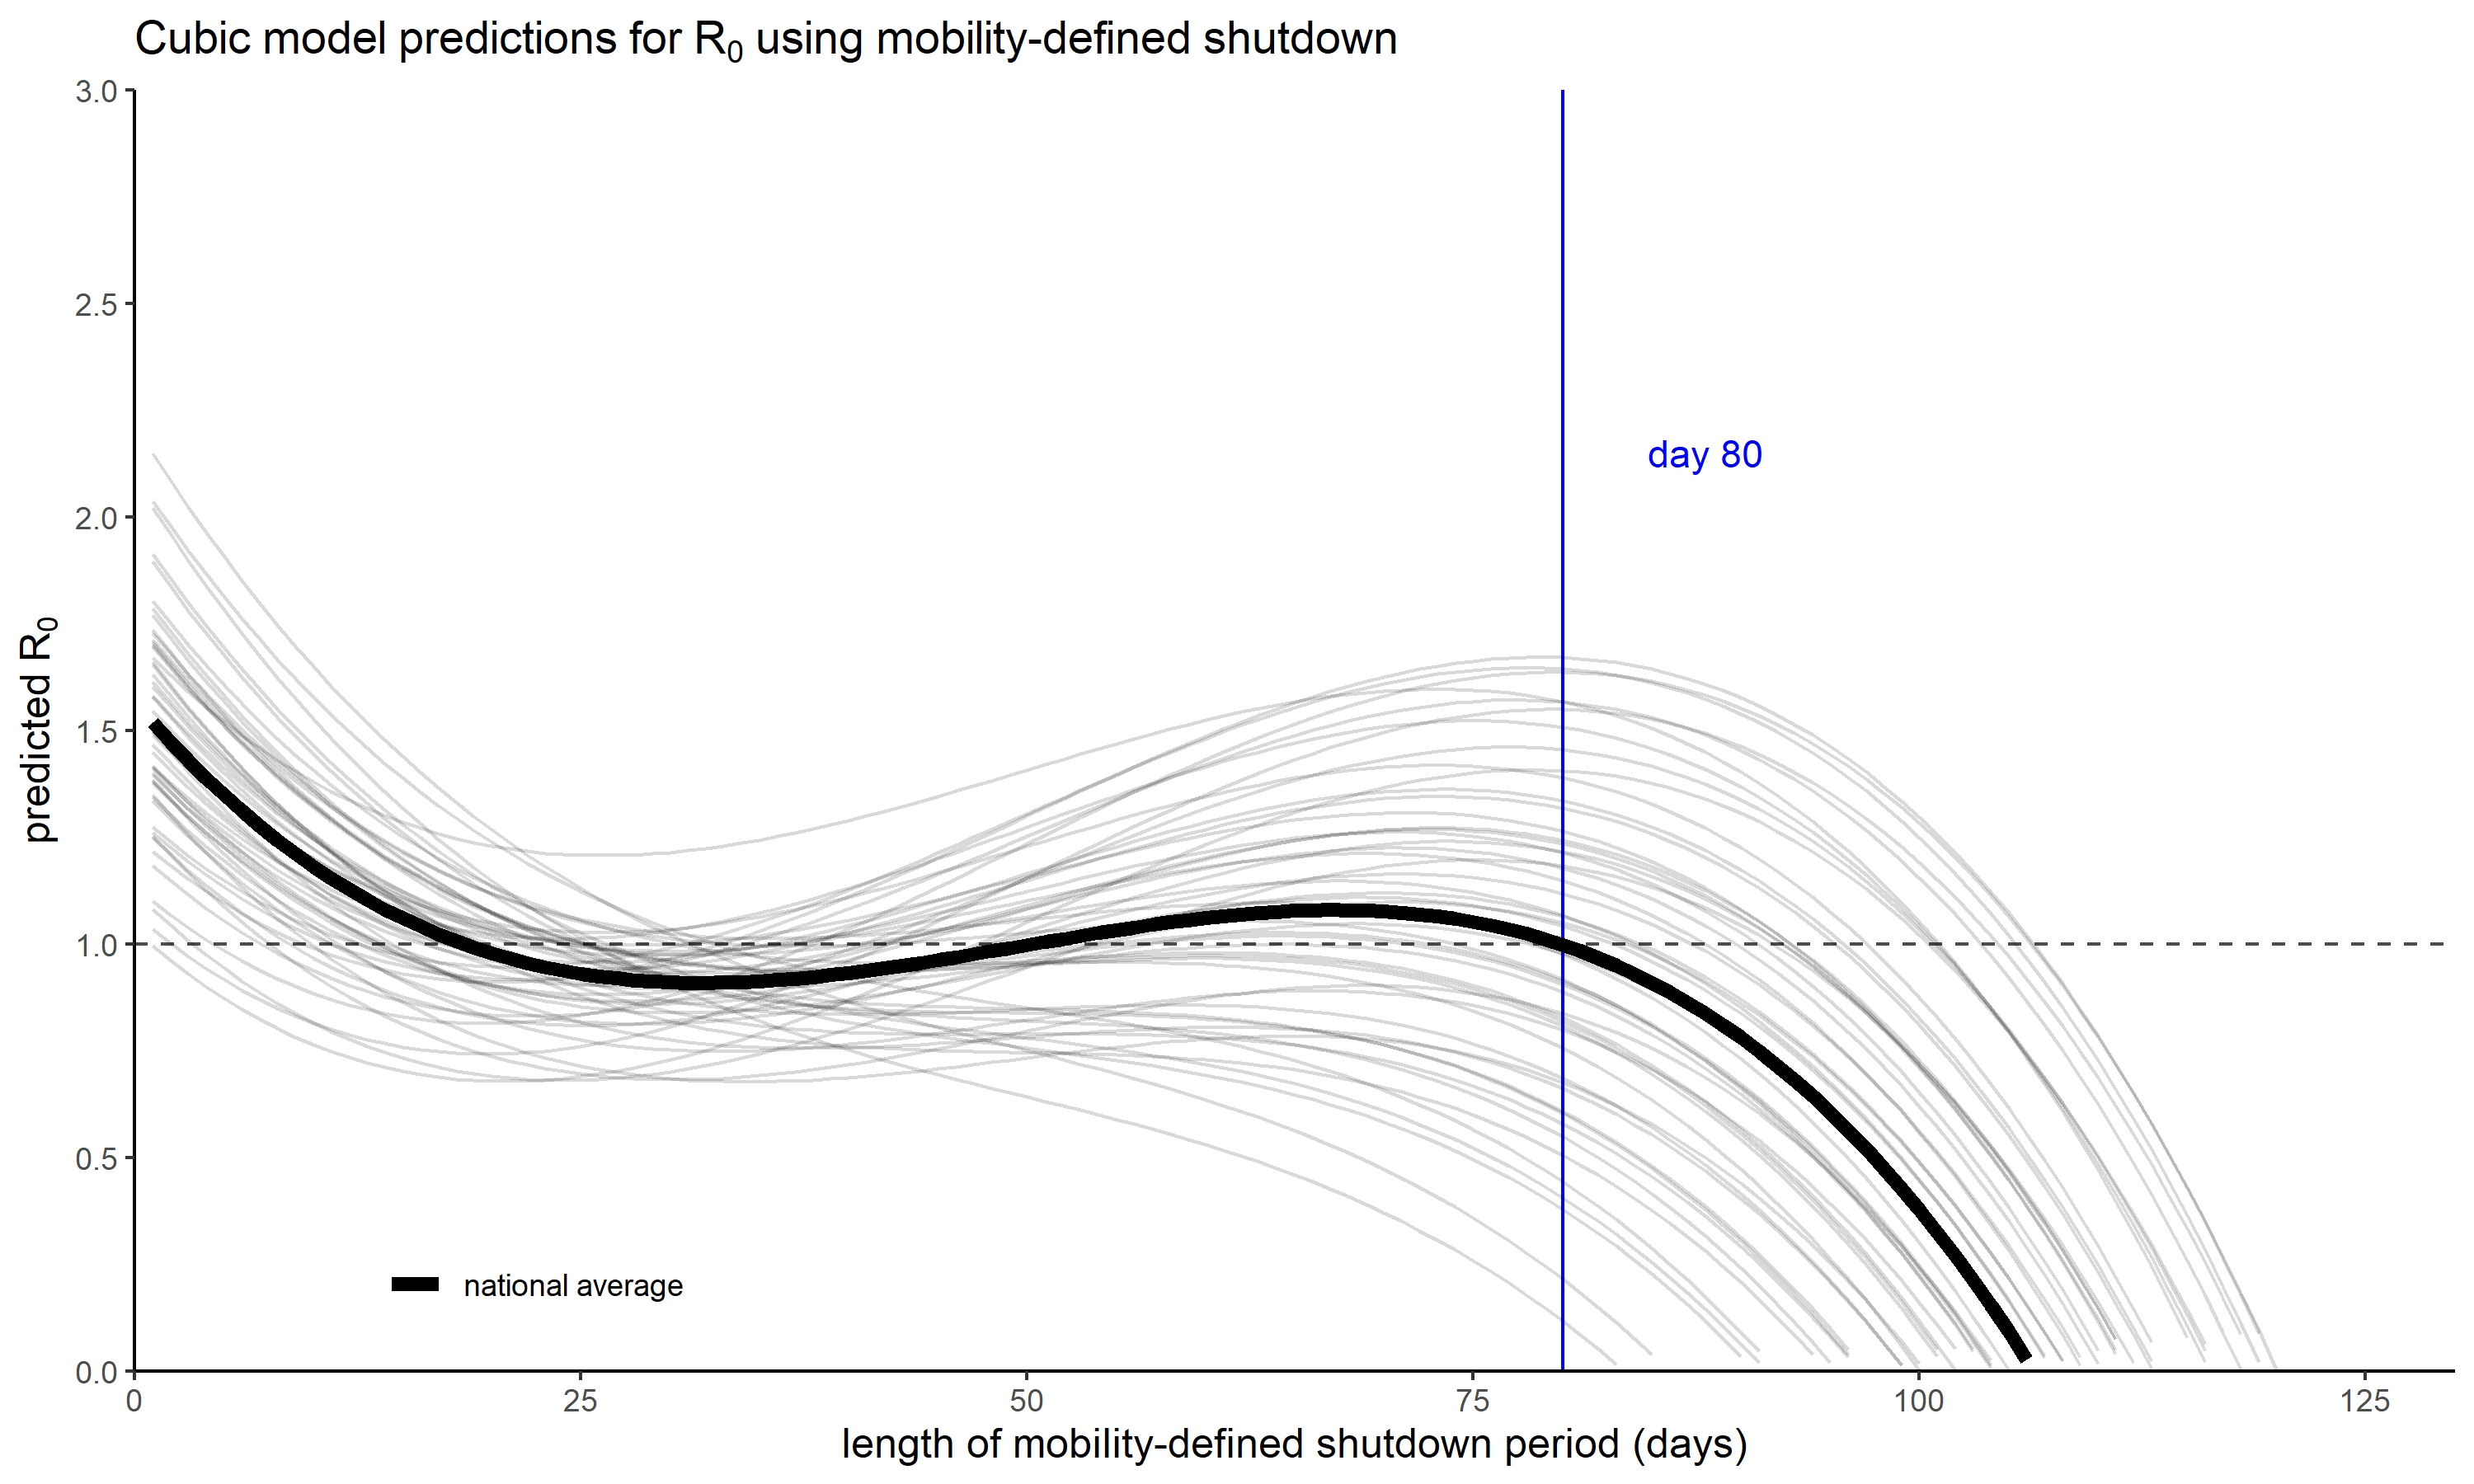 Cubic model predictions for R₀ using mobility-defined shutdown
3.0
2.5
2.0
1.5
1.0
0.5
0.0
predicted R₀
day 80
national average
0
25
50
75
100
125
length of mobility-defined shutdown period (days)